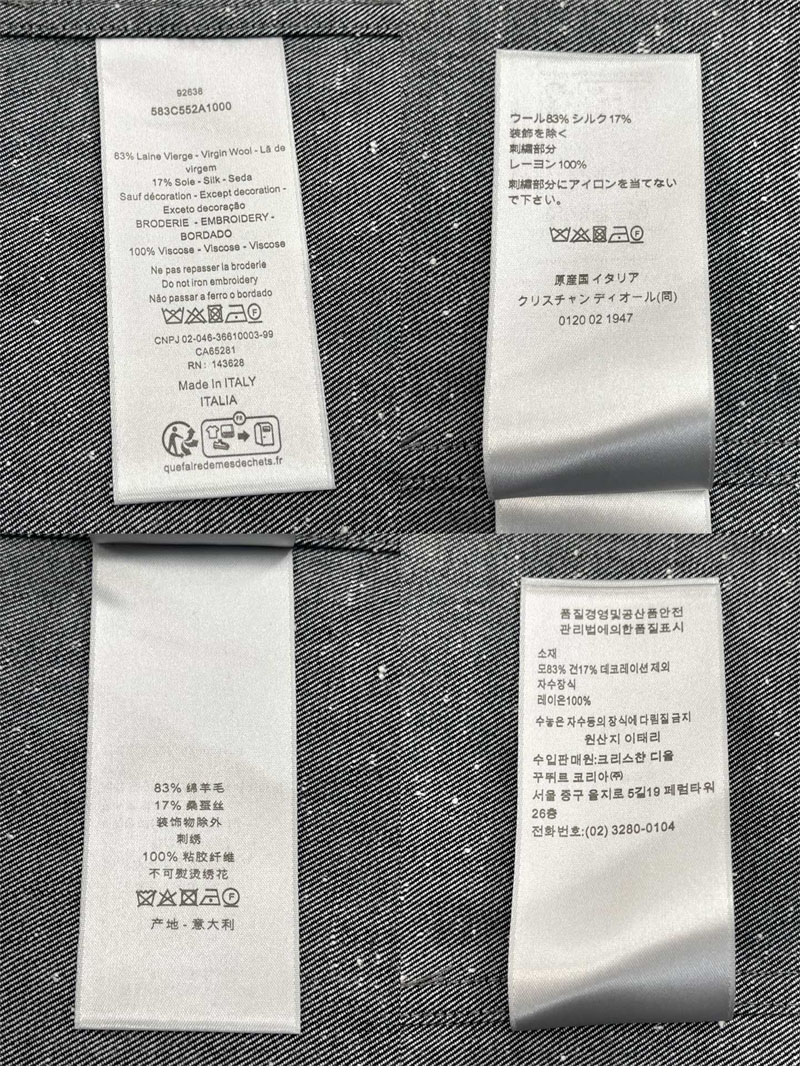 92638
583C552A1000
63% Laine Vierge - Virgin Wool - Lã de
virgem
17% Soie - Silk - Seda
Sauf décoration - Except decoration -
Exceto decoração
BRODERIE - EMBROIDERY -
BORDADO
100% Viscose - Viscose - Viscose
Ne pas repasser la broderie
Do not iron embroidery
Não passar a ferro o bordado
CNPJ 02-046-36610003-99
CA65281
RN: 143628
Made in ITALY
ITALIA
FR
quefairedemesdechets.fr
ウール83% シルク17%
装飾を除く
刺繍部分
レーヨン100%
刺繍部分にアイロンを当てない
で下さい。
F
原産国 イタリア
クリスチャン ディオール(同)
0120 02 1947
83% 绵羊毛
17% 桑蚕丝
装饰物除外
刺绣
100% 粘胶纤维
不可熨烫绣花
F
产地 - 意大利
품질경영및공산품안전
관리법에의한품질표시
소재
모83% 견17% 데코레이션 제외
자수장식
레이온100%
수놓은 자수등의 장식에 다림질 금지
원산지 이태리
수입판매원:크리스챤 디올
꾸뛰르 코리아㈜
서울 중구 을지로 5길19 페럼타워
26층
전화번호:(02) 3280-0104